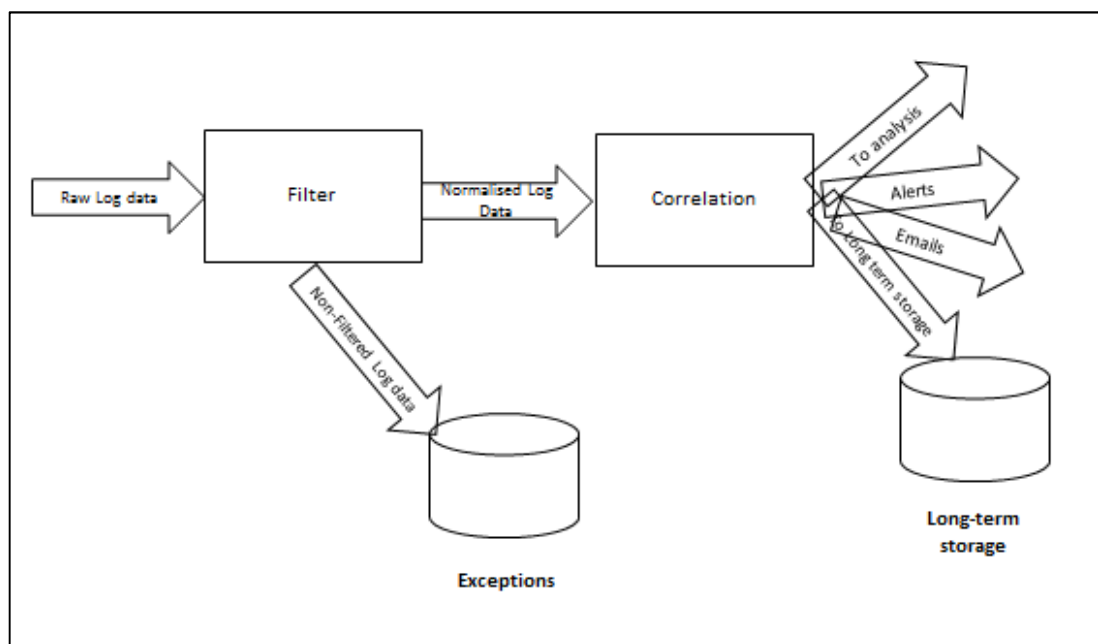 Raw Log data
Filter
Normalised Log
Data
Correlation
To analysis
Alerts
Emails
To Long term storage
Non-Filtered Log data
Exceptions
Long-term
storage